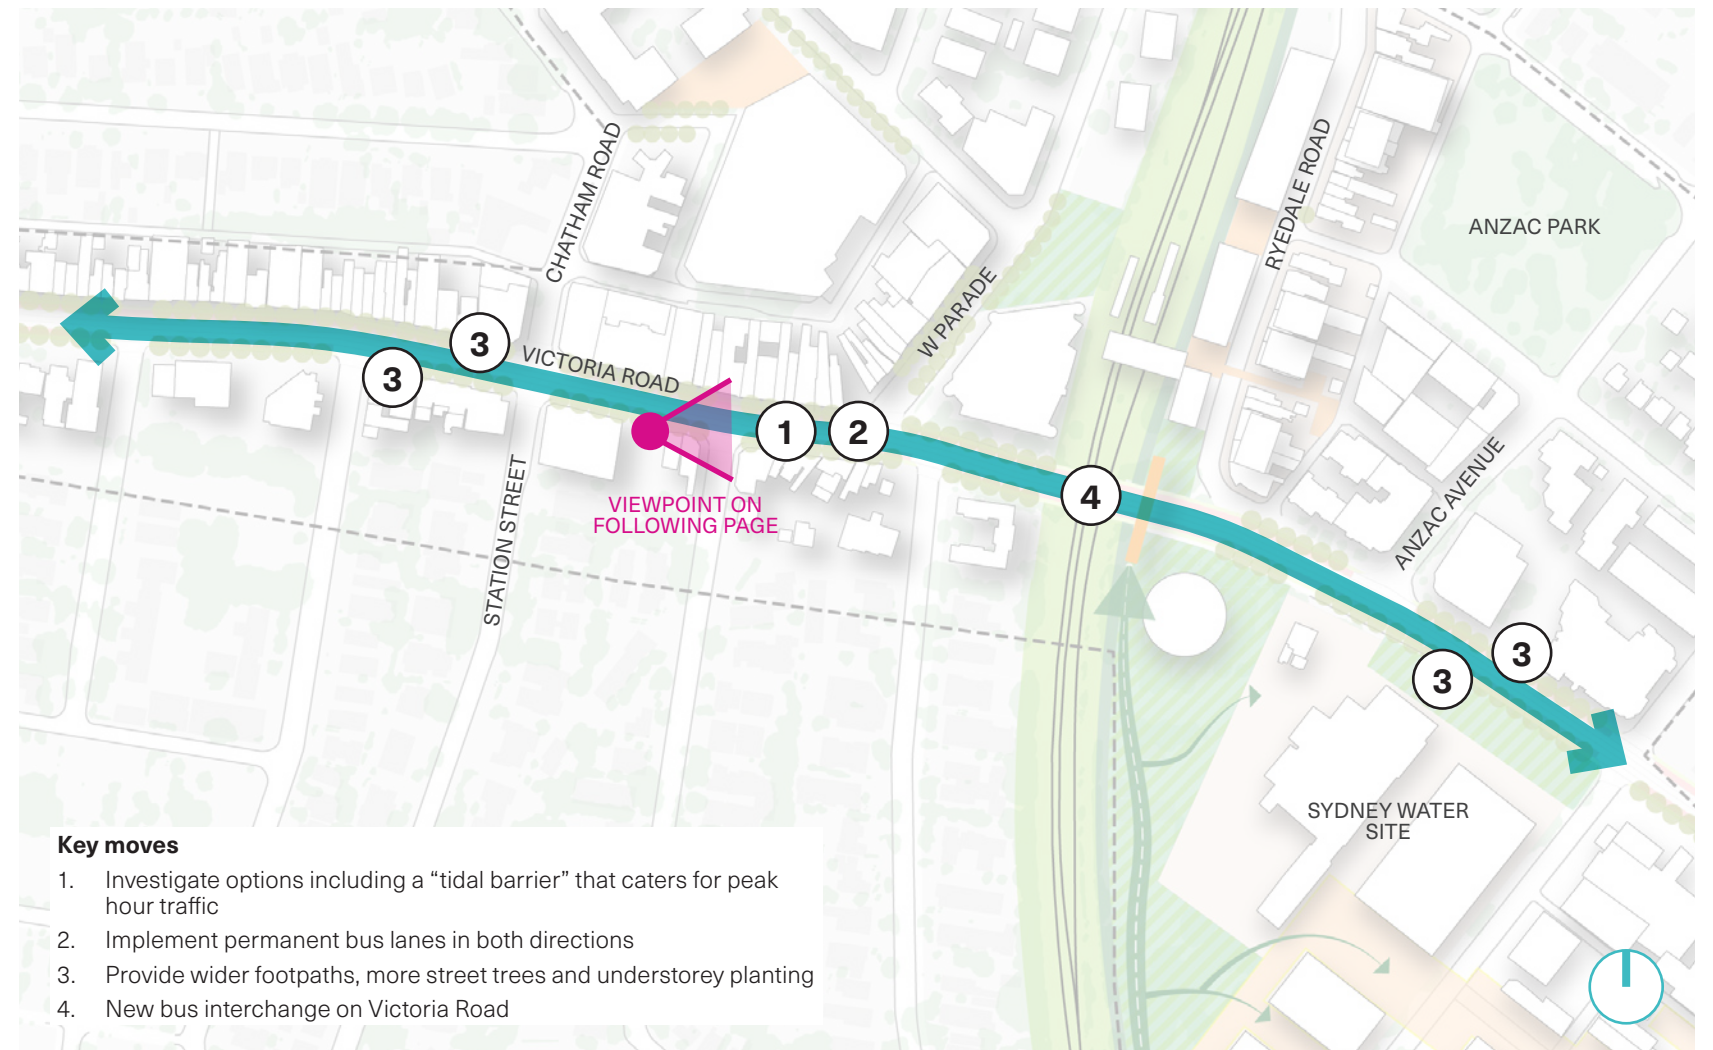 CHATHAM ROAD
RYEDALE ROAD
ANZAC PARK
W PARADE
3
3
VICTORIA ROAD
1
2
4
VIEWPOINT ON
FOLLOWING PAGE
STATION STREET
ANZAC AVENUE
3
3
SYDNEY WATER
SITE
Key moves
1. Investigate options including a “tidal barrier” that caters for peak
hour traffic
2. Implement permanent bus lanes in both directions
3. Provide wider footpaths, more street trees and understorey planting
4. New bus interchange on Victoria Road